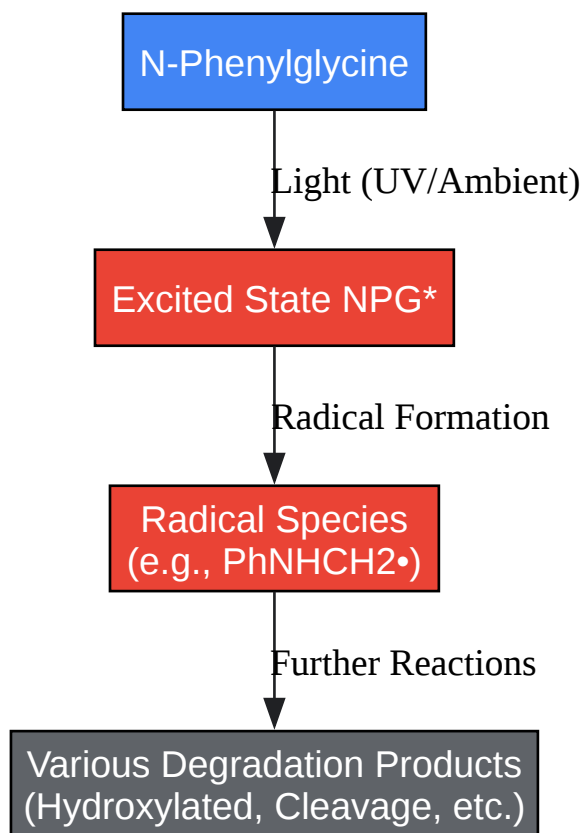 N-Phenylglycine
Light (UV/Ambient)
Excited State NPG*
Radical Formation
Radical Species
(e.g., PhNHCH2•)
Further Reactions
Various Degradation Products
(Hydroxylated, Cleavage, etc.)